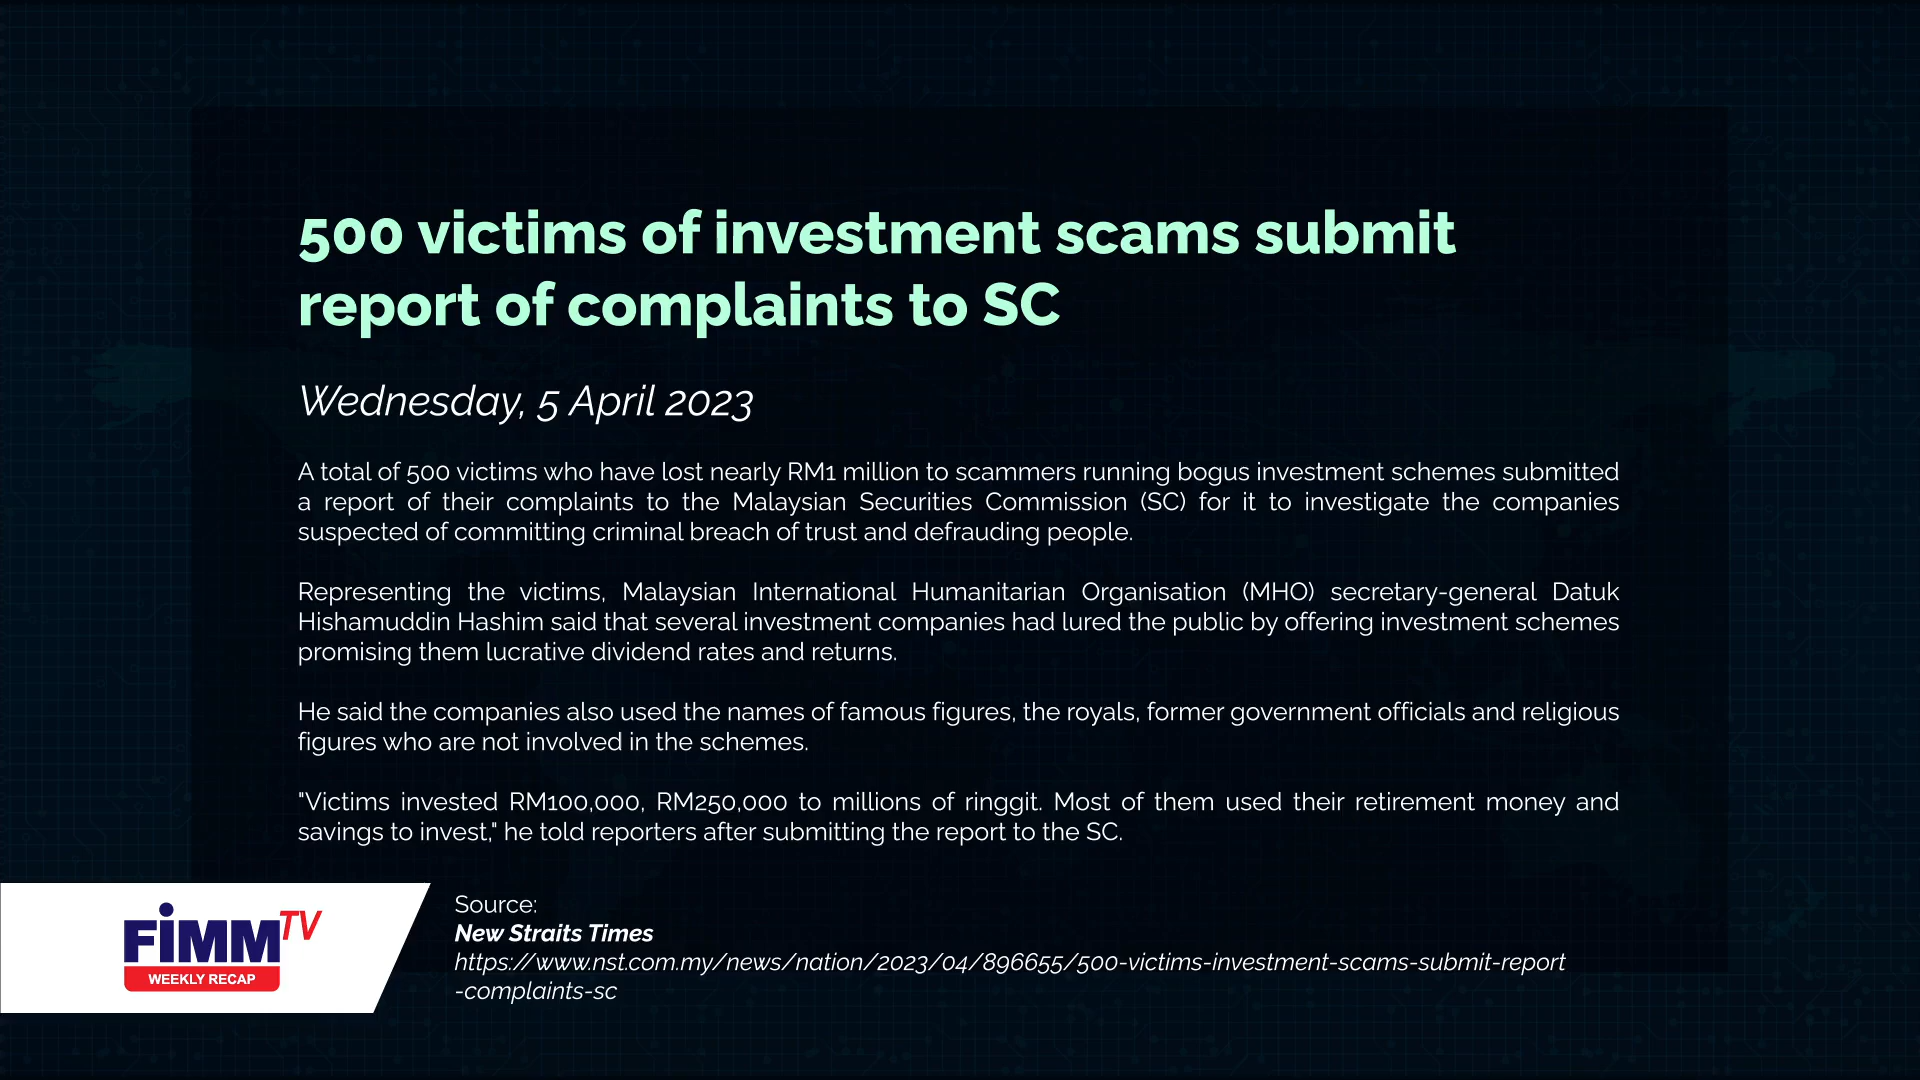 500 victims of investment scams submit
report of complaints to SC
Wednesday, 5 April 2023
A total of 500 victims who have lost nearly RM1 million to scammers running bogus investment schemes submitted
a report of their complaints to the Malaysian Securities Commission (SC) for it to investigate the companies
suspected of committing criminal breach of trust and defrauding people.
Representing the victims, Malaysian International Humanitarian Organisation (MHO) secretary-general Datuk
Hishamuddin Hashim said that several investment companies had lured the public by offering investment schemes
promising them lucrative dividend rates and returns.
He said the companies also used the names of famous figures, the royals, former government officials and religious
figures who are not involved in the schemes.
"Victims invested RM100,000, RM250,000 to millions of ringgit. Most of them used their retirement money and
savings to invest," he told reporters after submitting the report to the SC.
FiMM TV
WEEKLY RECAP
Source:
New Straits Times
https://www.nst.com.my/news/nation/2023/04/896655/500-victims-investment-scams-submit-report
-complaints-sc